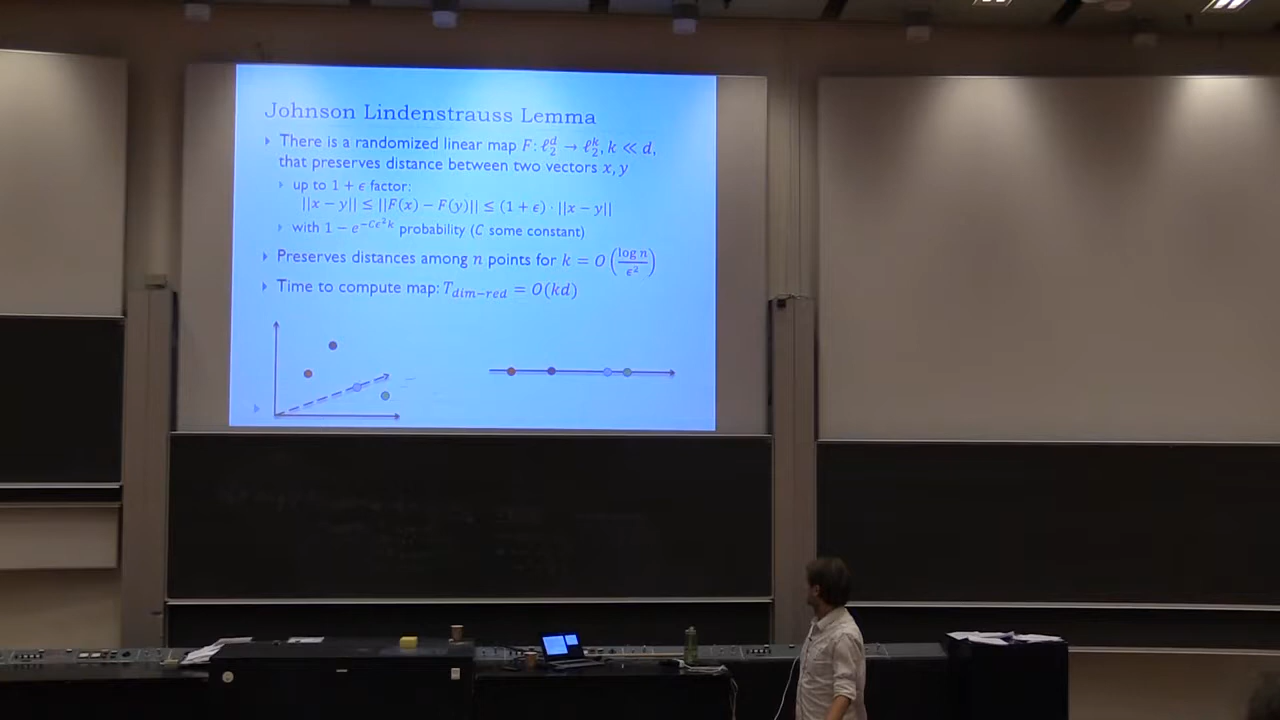 Johnson Lindenstrauss Lemma
There is a randomized linear map F: ℓ₂ᵈ → ℓ₂ᵏ, k ≪ d,
that preserves distance between two vectors x, y
up to 1 + ϵ factor:
||x − y|| ≤ ||F(x) − F(y)|| ≤ (1 + ϵ) · ||x − y||
with 1 − e^{−Cϵ²k} probability (C some constant)
Preserves distances among n points for k = O(log n / ϵ²)
Time to compute map: T_{dim−red} = O(kd)